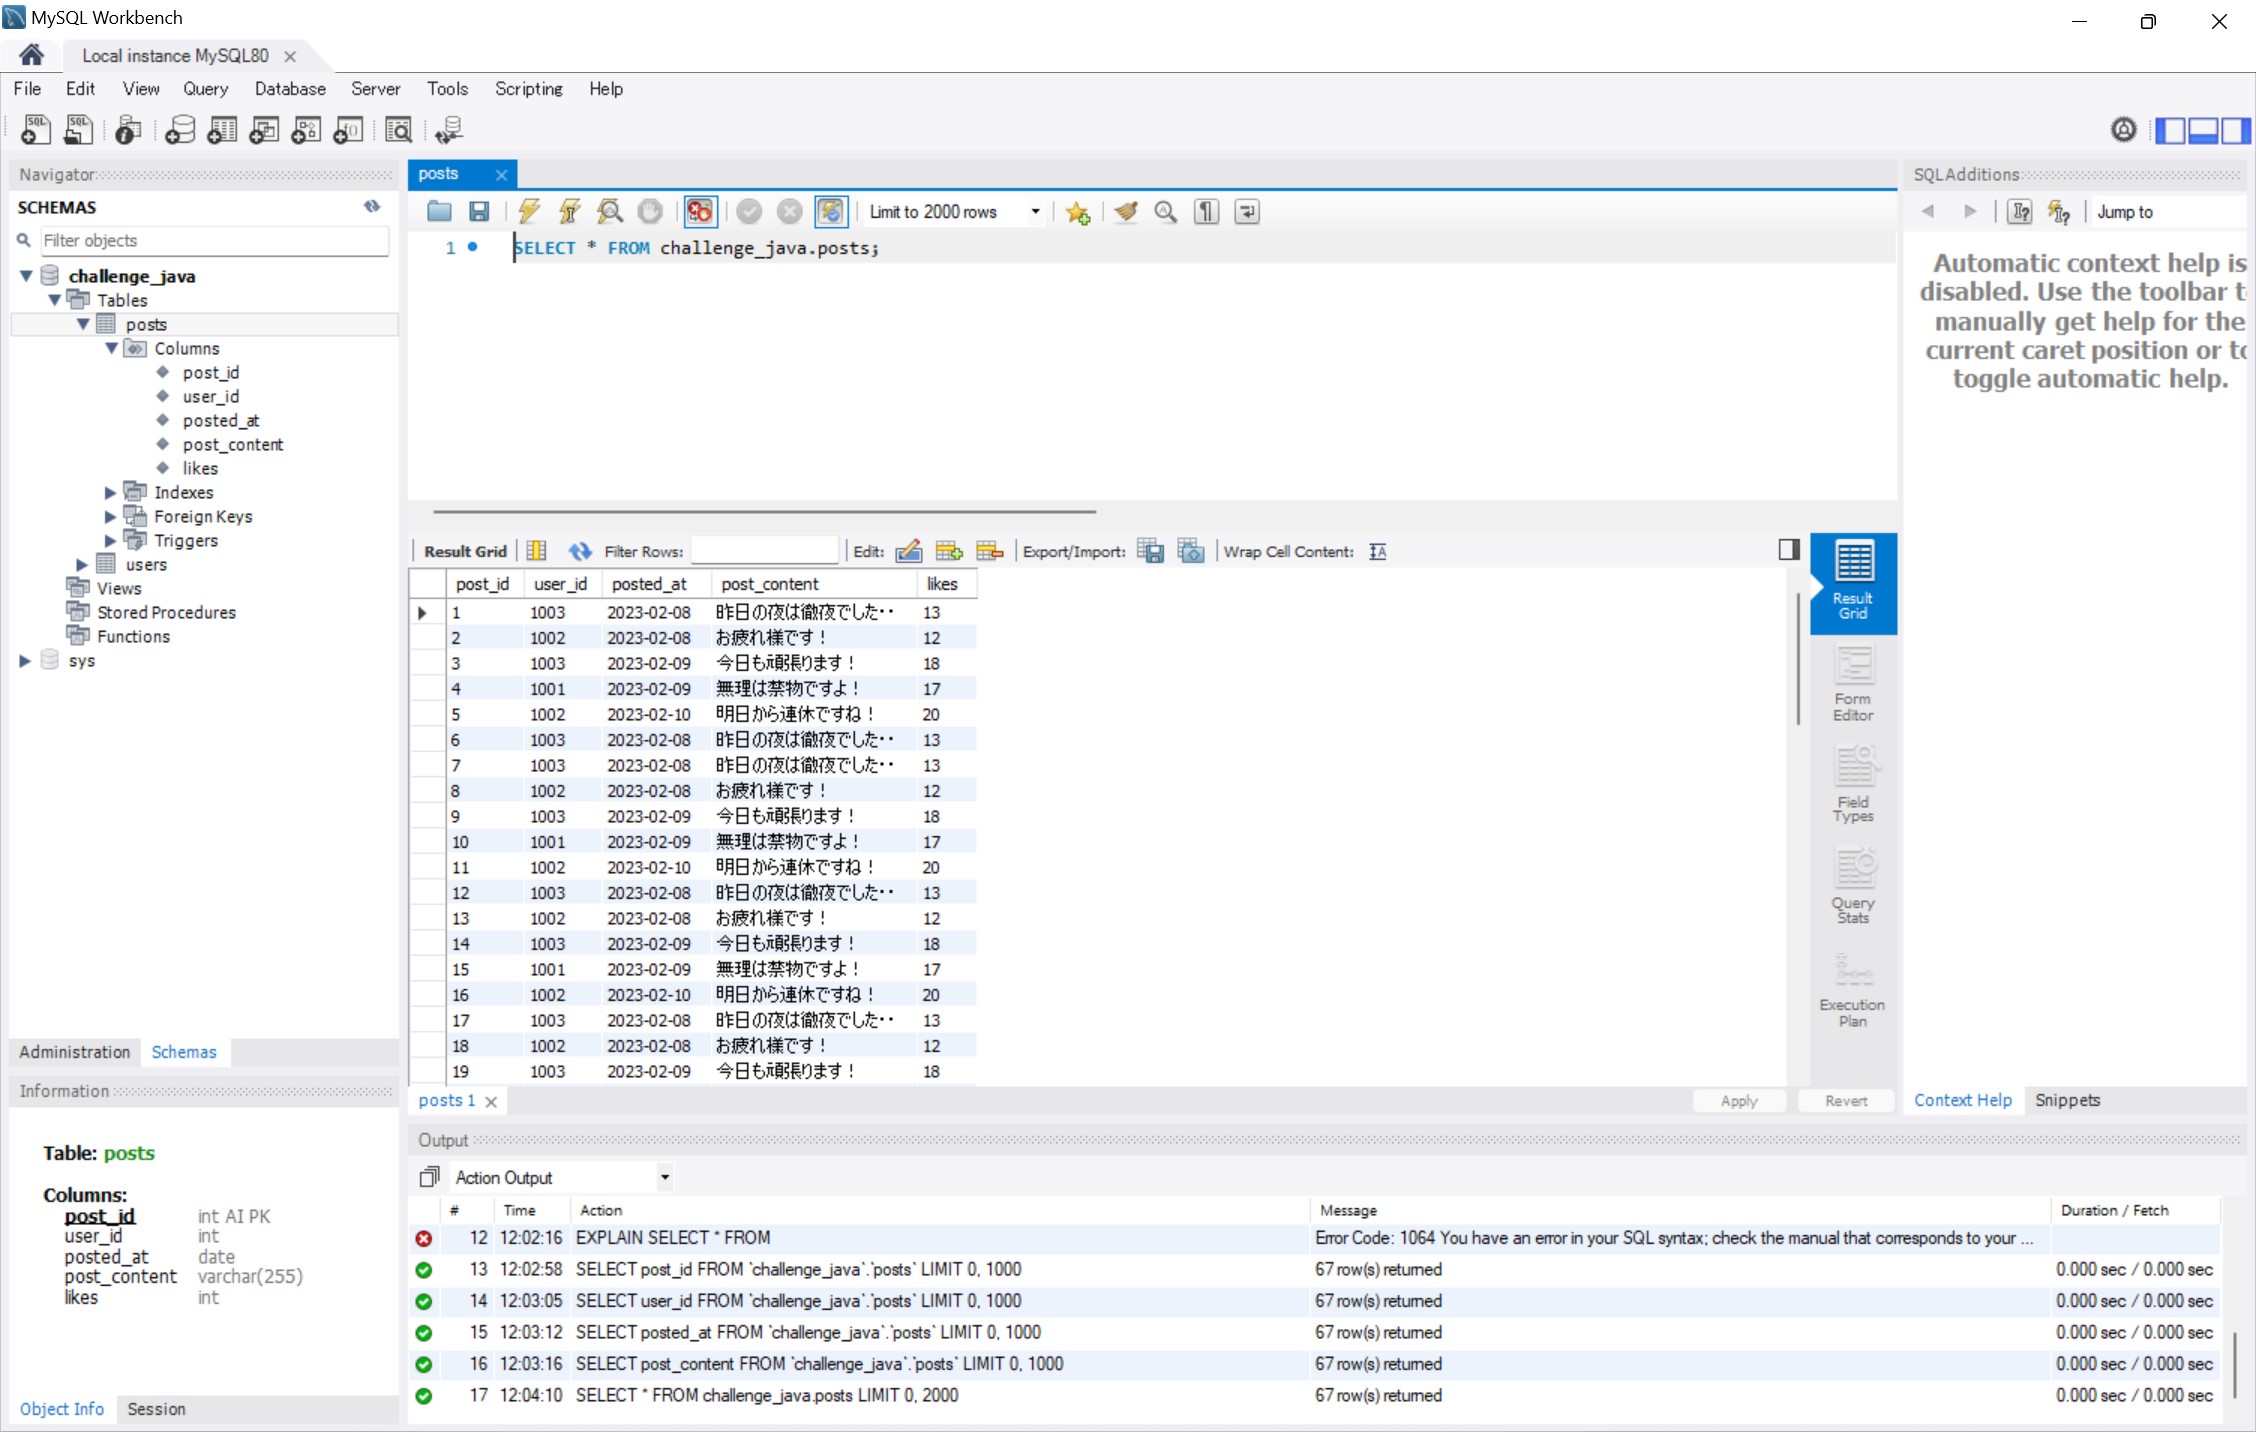 MySQL Workbench
Local instance MySQL80
File Edit View Query Database Server Tools Scripting Help
Navigator
SCHEMAS
Filter objects
challenge_java
Tables
posts
Columns
post_id
user_id
posted_at
post_content
likes
Indexes
Foreign Keys
Triggers
users
Views
Stored Procedures
Functions
sys
Administration Schemas
Information
Table: posts
Columns:
post_id int AI PK
user_id int
posted_at date
post_content varchar(255)
likes int
Object Info Session
posts
Limit to 2000 rows
1 SELECT * FROM challenge_java.posts;
Result Grid Filter Rows: Edit: Export/Import: Wrap Cell Content:
post_id user_id posted_at post_content likes
1 1003 2023-02-08 昨日の夜は徹夜でした・・ 13
2 1002 2023-02-08 お疲れ様です！ 12
3 1003 2023-02-09 今日も頑張ります！ 18
4 1001 2023-02-09 無理は禁物ですよ！ 17
5 1002 2023-02-10 明日から連休ですね！ 20
6 1003 2023-02-08 昨日の夜は徹夜でした・・ 13
7 1003 2023-02-08 昨日の夜は徹夜でした・・ 13
8 1002 2023-02-08 お疲れ様です！ 12
9 1003 2023-02-09 今日も頑張ります！ 18
10 1001 2023-02-09 無理は禁物ですよ！ 17
11 1002 2023-02-10 明日から連休ですね！ 20
12 1003 2023-02-08 昨日の夜は徹夜でした・・ 13
13 1002 2023-02-08 お疲れ様です！ 12
14 1003 2023-02-09 今日も頑張ります！ 18
15 1001 2023-02-09 無理は禁物ですよ！ 17
16 1002 2023-02-10 明日から連休ですね！ 20
17 1003 2023-02-08 昨日の夜は徹夜でした・・ 13
18 1002 2023-02-08 お疲れ様です！ 12
19 1003 2023-02-09 今日も頑張ります！ 18
Result
Grid
Form
Editor
Field
Types
Query
Stats
Execution
Plan
posts 1
Apply Revert
SQLAdditions
Jump to
Automatic context help is
disabled. Use the toolbar t
manually get help for the
current caret position or to
toggle automatic help.
Context Help Snippets
Output
Action Output
# Time Action Message Duration / Fetch
12 12:02:16 EXPLAIN SELECT * FROM Error Code: 1064 You have an error in your SQL syntax; check the manual that corresponds to your ...
13 12:02:58 SELECT post_id FROM `challenge_java`.`posts` LIMIT 0, 1000 67 row(s) returned 0.000 sec / 0.000 sec
14 12:03:05 SELECT user_id FROM `challenge_java`.`posts` LIMIT 0, 1000 67 row(s) returned 0.000 sec / 0.000 sec
15 12:03:12 SELECT posted_at FROM `challenge_java`.`posts` LIMIT 0, 1000 67 row(s) returned 0.000 sec / 0.000 sec
16 12:03:16 SELECT post_content FROM `challenge_java`.`posts` LIMIT 0, 1000 67 row(s) returned 0.000 sec / 0.000 sec
17 12:04:10 SELECT * FROM challenge_java.posts LIMIT 0, 2000 67 row(s) returned 0.000 sec / 0.000 sec